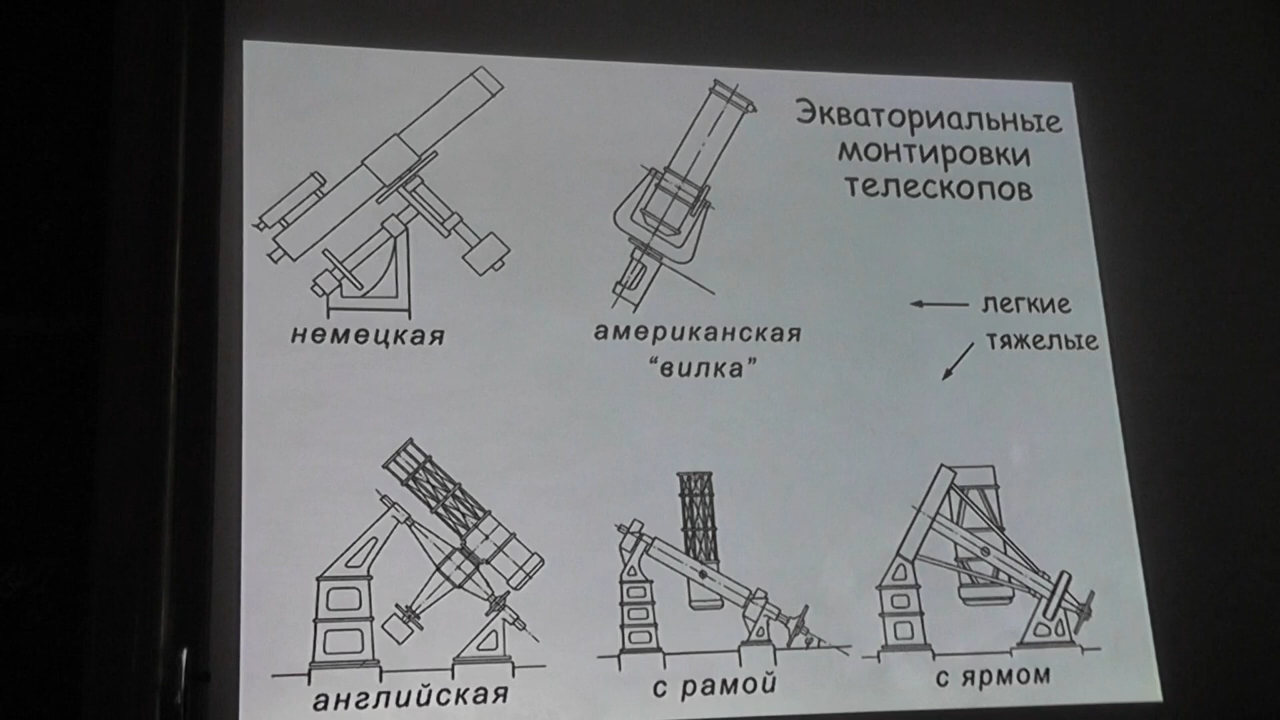 Экваториальные
монтировки
телескопов
легкие
тяжелые
немецкая
американская
“вилка”
английская
с рамой
с ярмом